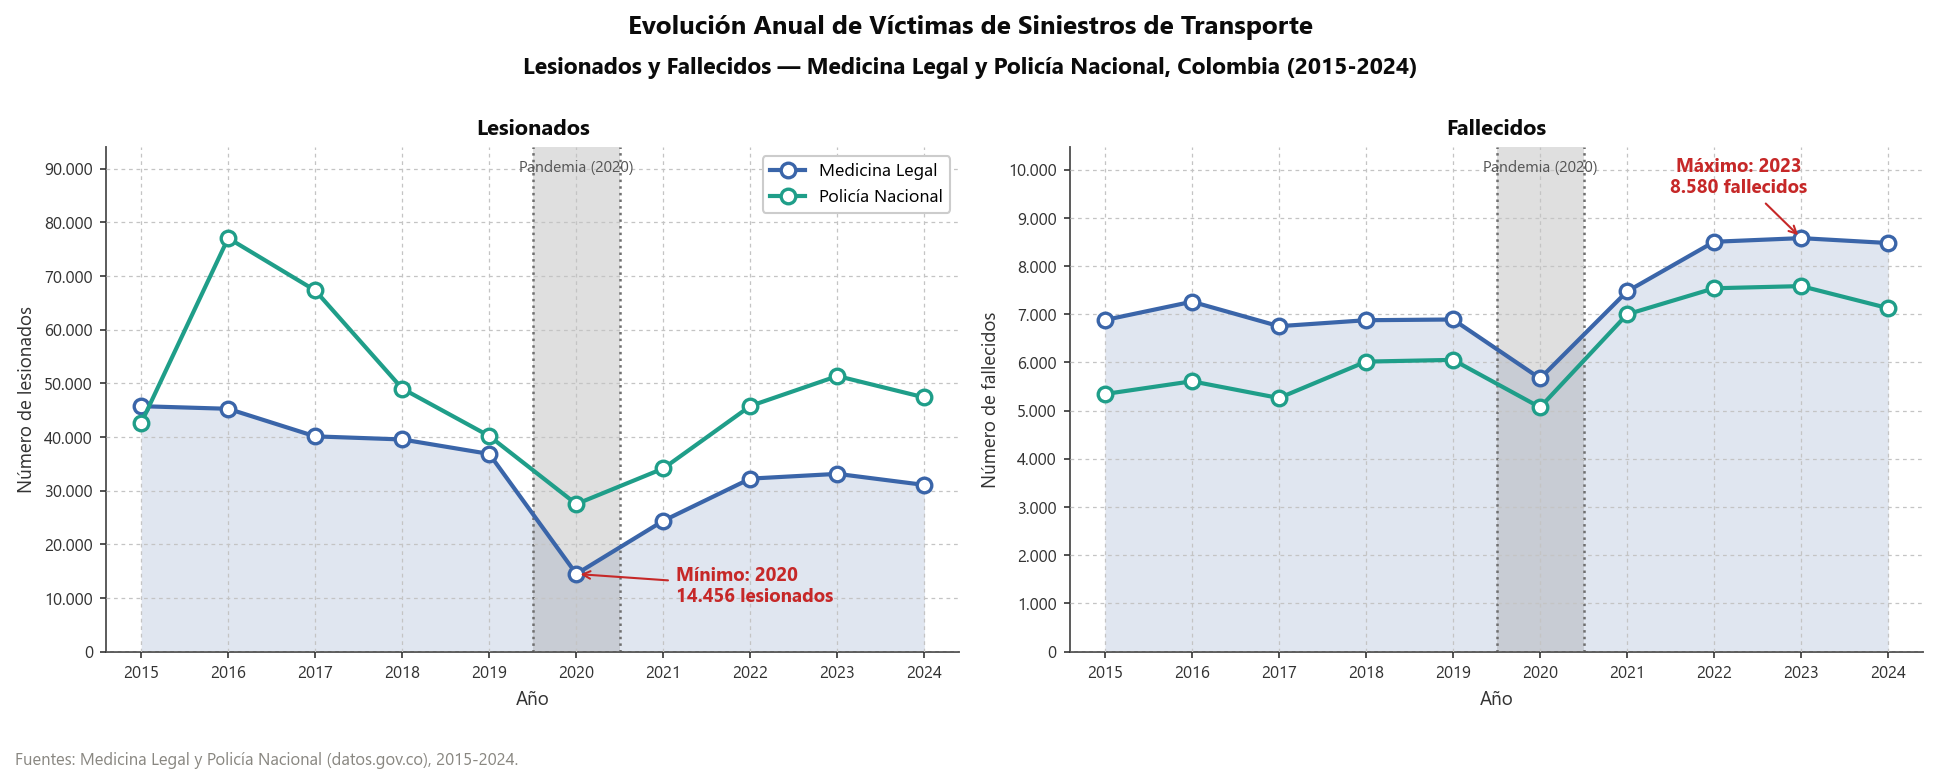 Evolución Anual de Víctimas de Siniestros de Transporte
Lesionados y Fallecidos — Medicina Legal y Policía Nacional, Colombia (2015-2024)
Lesionados
Pandemia (2020)
Medicina Legal
Policía Nacional
90.000
80.000
70.000
60.000
50.000
40.000
30.000
20.000
10.000
0
Número de lesionados
Mínimo: 2020
14.456 lesionados
2015 2016 2017 2018 2019 2020 2021 2022 2023 2024
Año
Fallecidos
Pandemia (2020)
Máximo: 2023
8.580 fallecidos
10.000
9.000
8.000
7.000
6.000
5.000
4.000
3.000
2.000
1.000
0
Número de fallecidos
2015 2016 2017 2018 2019 2020 2021 2022 2023 2024
Año
Fuentes: Medicina Legal y Policía Nacional (datos.gov.co), 2015-2024.